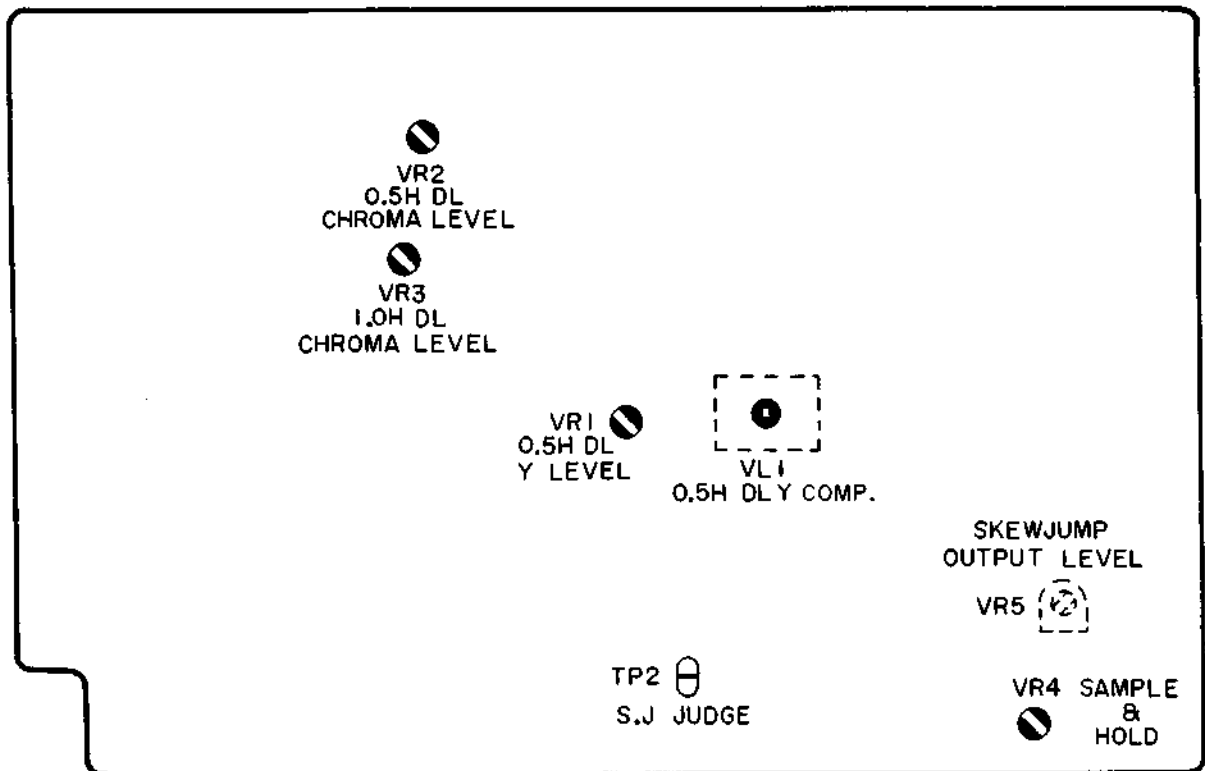 VR2
0.5H DL
CHROMA LEVEL
VR3
1.0H DL
CHROMA LEVEL
VR1
0.5H DL
Y LEVEL
VL1
0.5H DL Y COMP.
SKEWJUMP
OUTPUT LEVEL
VR5
TP2
S.J JUDGE
VR4 SAMPLE
&
HOLD